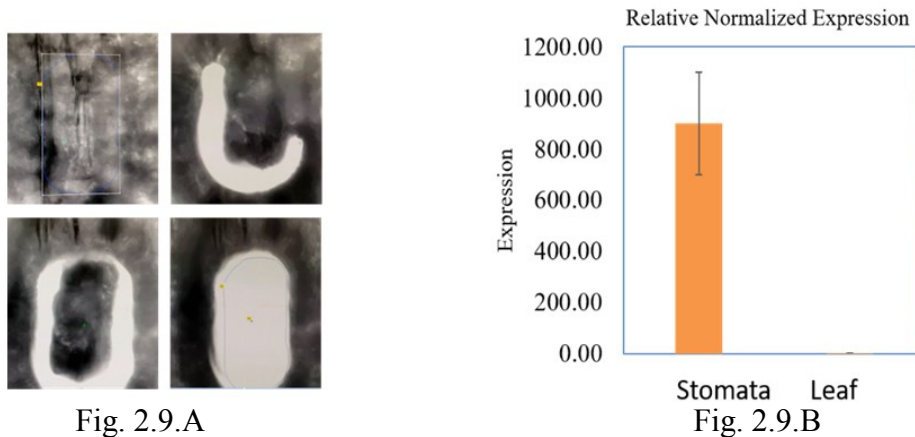 Relative Normalized Expression
1200.00
1000.00
800.00
600.00
400.00
200.00
0.00
Expression
Stomata Leaf
Fig. 2.9.A
Fig. 2.9.B